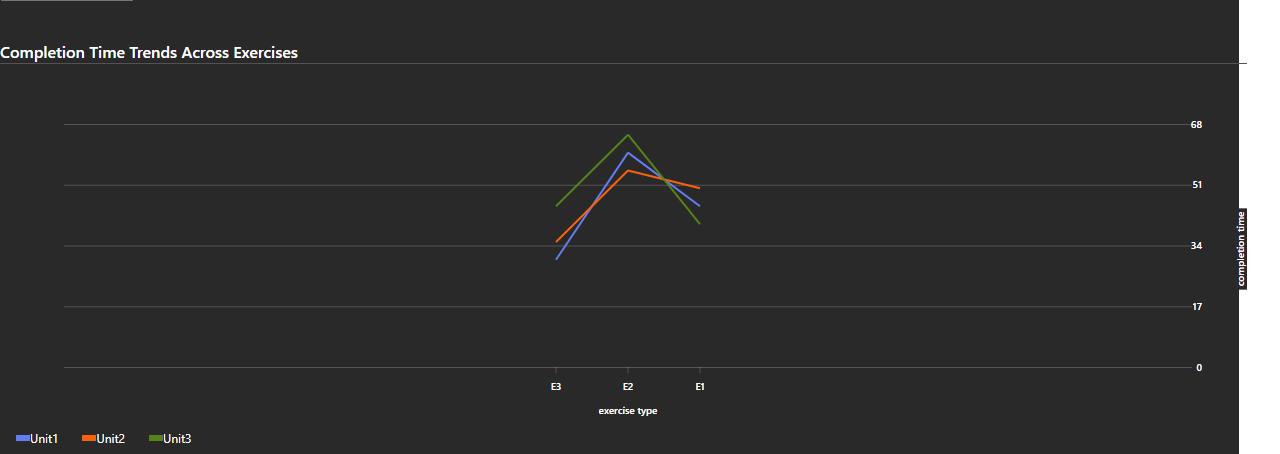 Completion Time Trends Across Exercises
68
51
34
17
0
completion time
E3 E2 E1
exercise type
Unit1 Unit2 Unit3